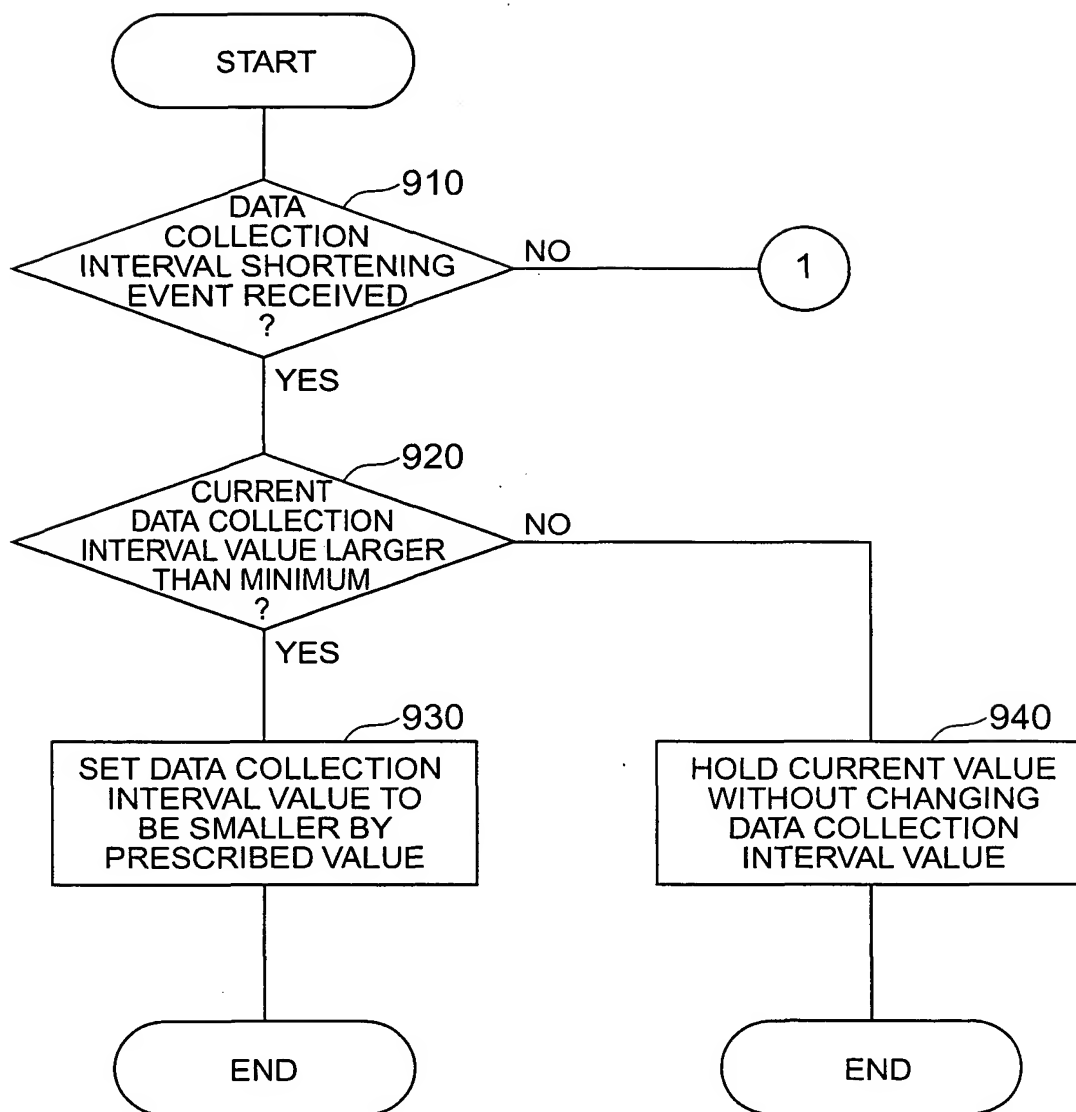 START
910
DATA
COLLECTION
INTERVAL SHORTENING
EVENT RECEIVED
?
NO
1
YES
920
CURRENT
DATA COLLECTION
INTERVAL VALUE LARGER
THAN MINIMUM
?
NO
YES
930
SET DATA COLLECTION
INTERVAL VALUE TO
BE SMALLER BY
PRESCRIBED VALUE
940
HOLD CURRENT VALUE
WITHOUT CHANGING
DATA COLLECTION
INTERVAL VALUE
END
END